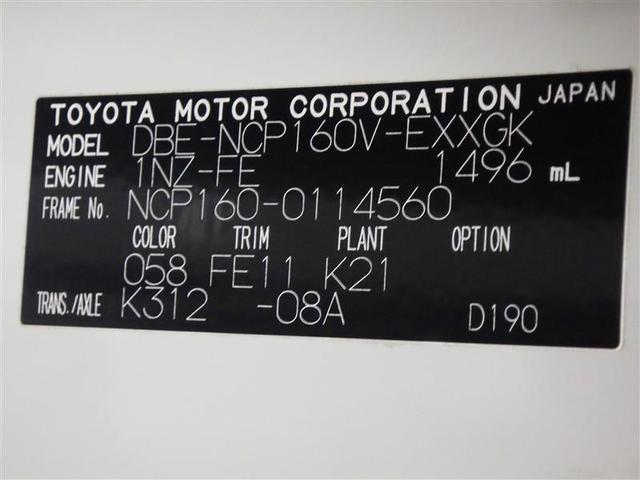 TOYOTA MOTOR CORPORATION JAPAN
MODEL DBE-NCP160V-EXXGK
ENGINE 1NZ-FE 1496 mL
FRAME No. NCP160-0114560
COLOR TRIM PLANT OPTION
058 FE11 K21
TRANS./AXLE K312 -08A D190